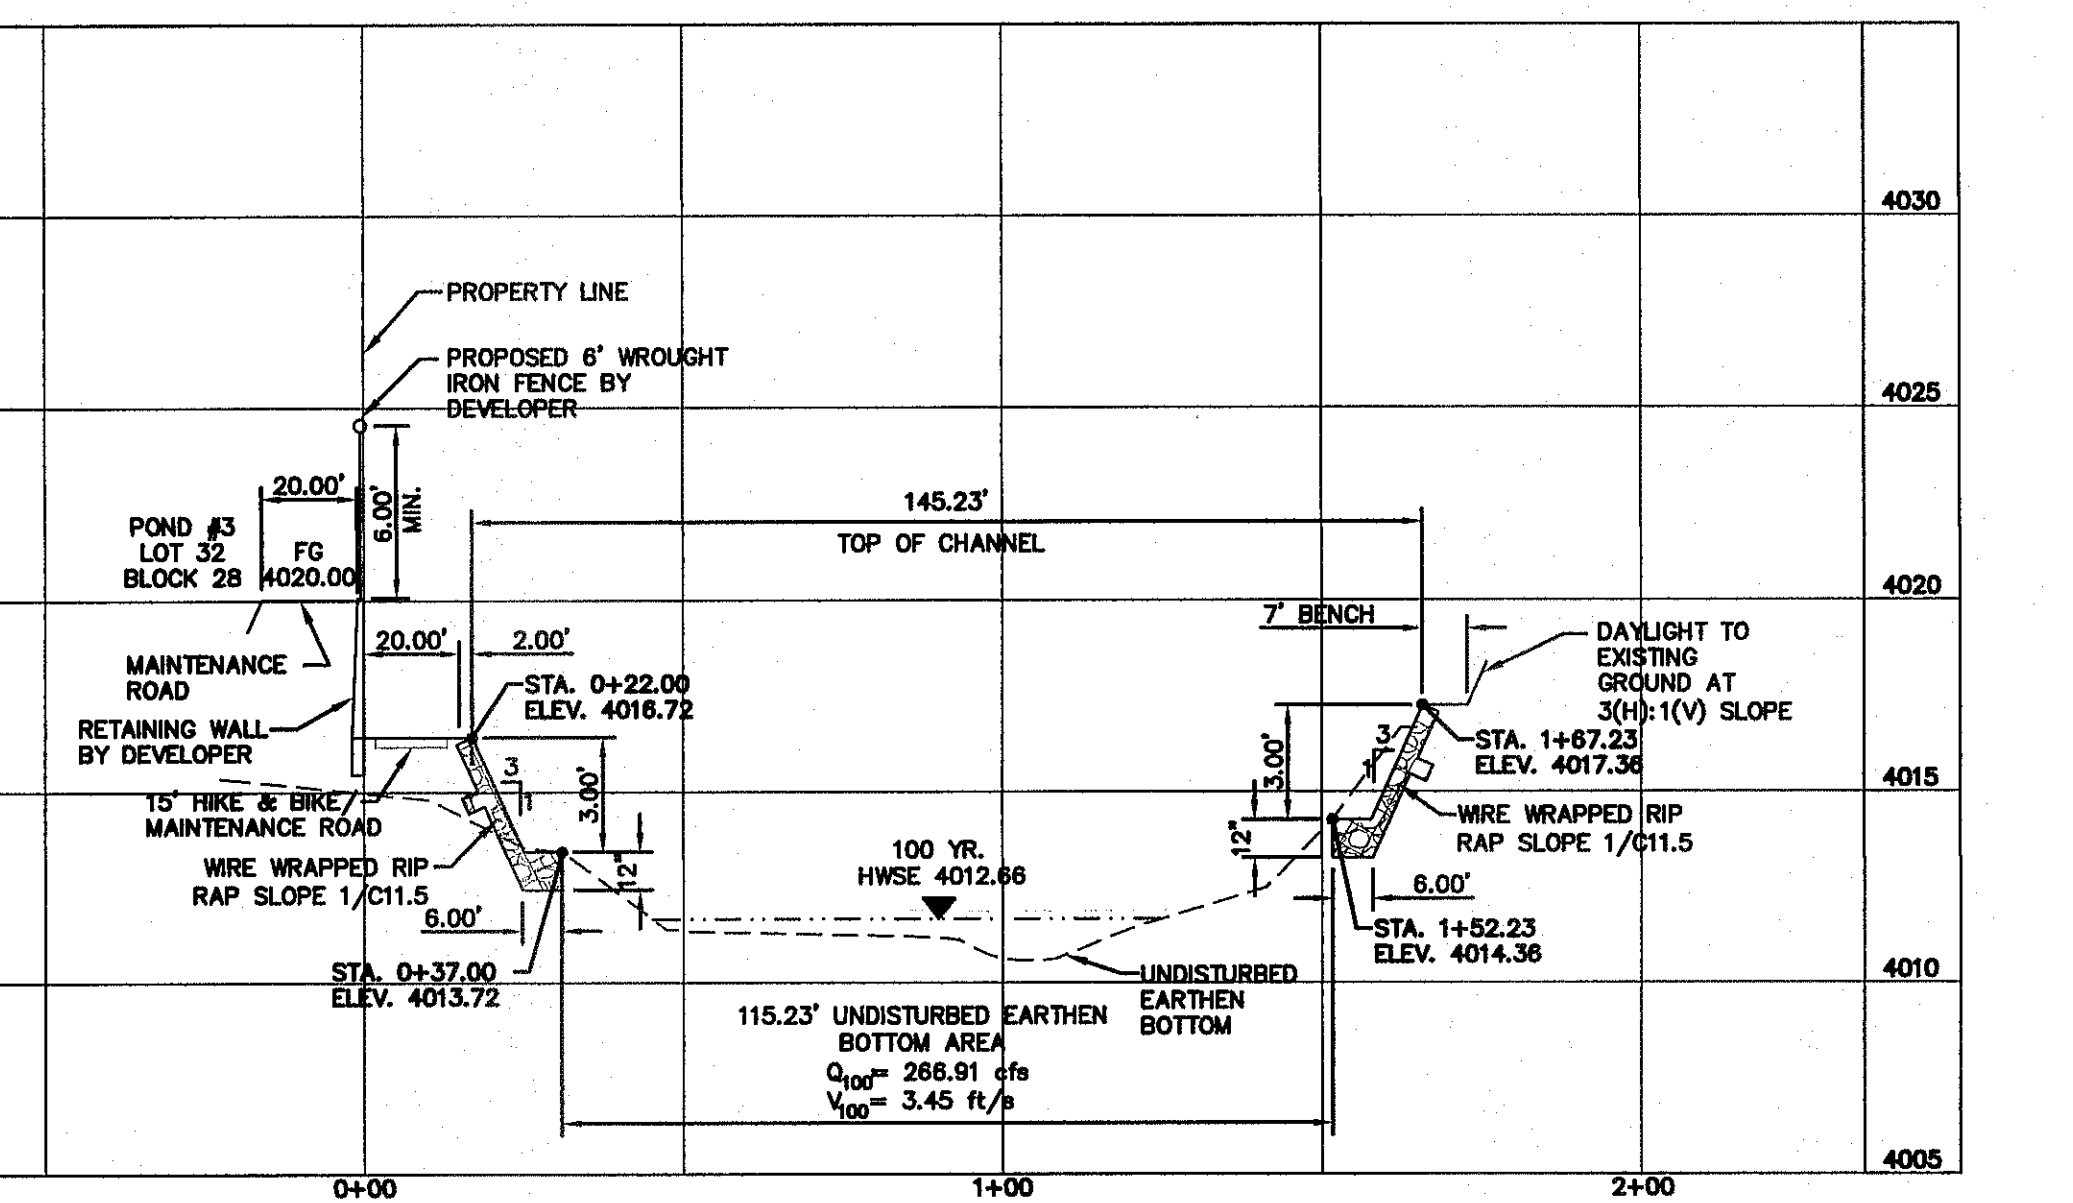 4030
PROPERTY LINE
PROPOSED 6' WROUGHT
IRON FENCE BY
DEVELOPER
4025
20.00'
6.00'
MIN.
145.23'
TOP OF CHANNEL
POND #3
LOT 32
BLOCK 28
FG
4020.00
4020
7' BENCH
20.00'
2.00'
DAYLIGHT TO
EXISTING
GROUND AT
3(H):1(V) SLOPE
MAINTENANCE
ROAD
STA. 0+22.00
ELEV. 4016.72
RETAINING WALL
BY DEVELOPER
3
1
3.00'
3.00'
3
1
STA. 1+67.23
ELEV. 4017.36
4015
15' HIKE & BIKE/
MAINTENANCE ROAD
WIRE WRAPPED RIP
RAP SLOPE 1/C11.5
WIRE WRAPPED RIP
RAP SLOPE 1/C11.5
12"
12"
100 YR.
HWSE 4012.66
6.00'
6.00'
STA. 1+52.23
ELEV. 4014.36
STA. 0+37.00
ELEV. 4013.72
4010
UNDISTURBED
EARTHEN
BOTTOM
115.23' UNDISTURBED EARTHEN
BOTTOM AREA
Q100= 266.91 cfs
V100= 3.45 ft/s
4005
0+00
1+00
2+00